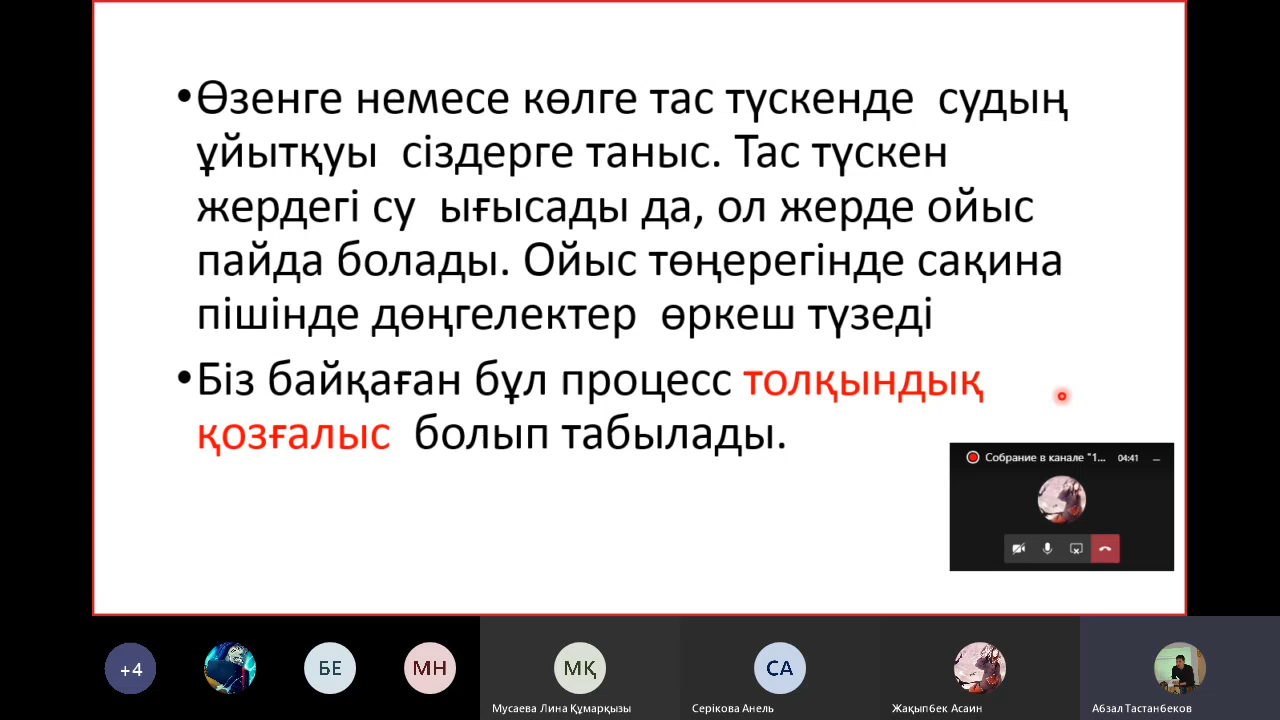 •Өзенге немесе көлге тас түскенде судың
ұйытқуы сіздерге таныс. Тас түскен
жердегі су ығысады да, ол жерде ойыс
пайда болады. Ойыс төңерегінде сақина
пішінде дөңгелектер өркеш түзеді
•Біз байқаған бұл процесс толқындық
қозғалыс болып табылады.
Собрание в канале "1... 04:41
+4
БЕ
МН
МҚ
СА
Мусаева Лина Құмарқызы
Серікова Анель
Жақыпбек Асаин
Абзал Тастанбеков